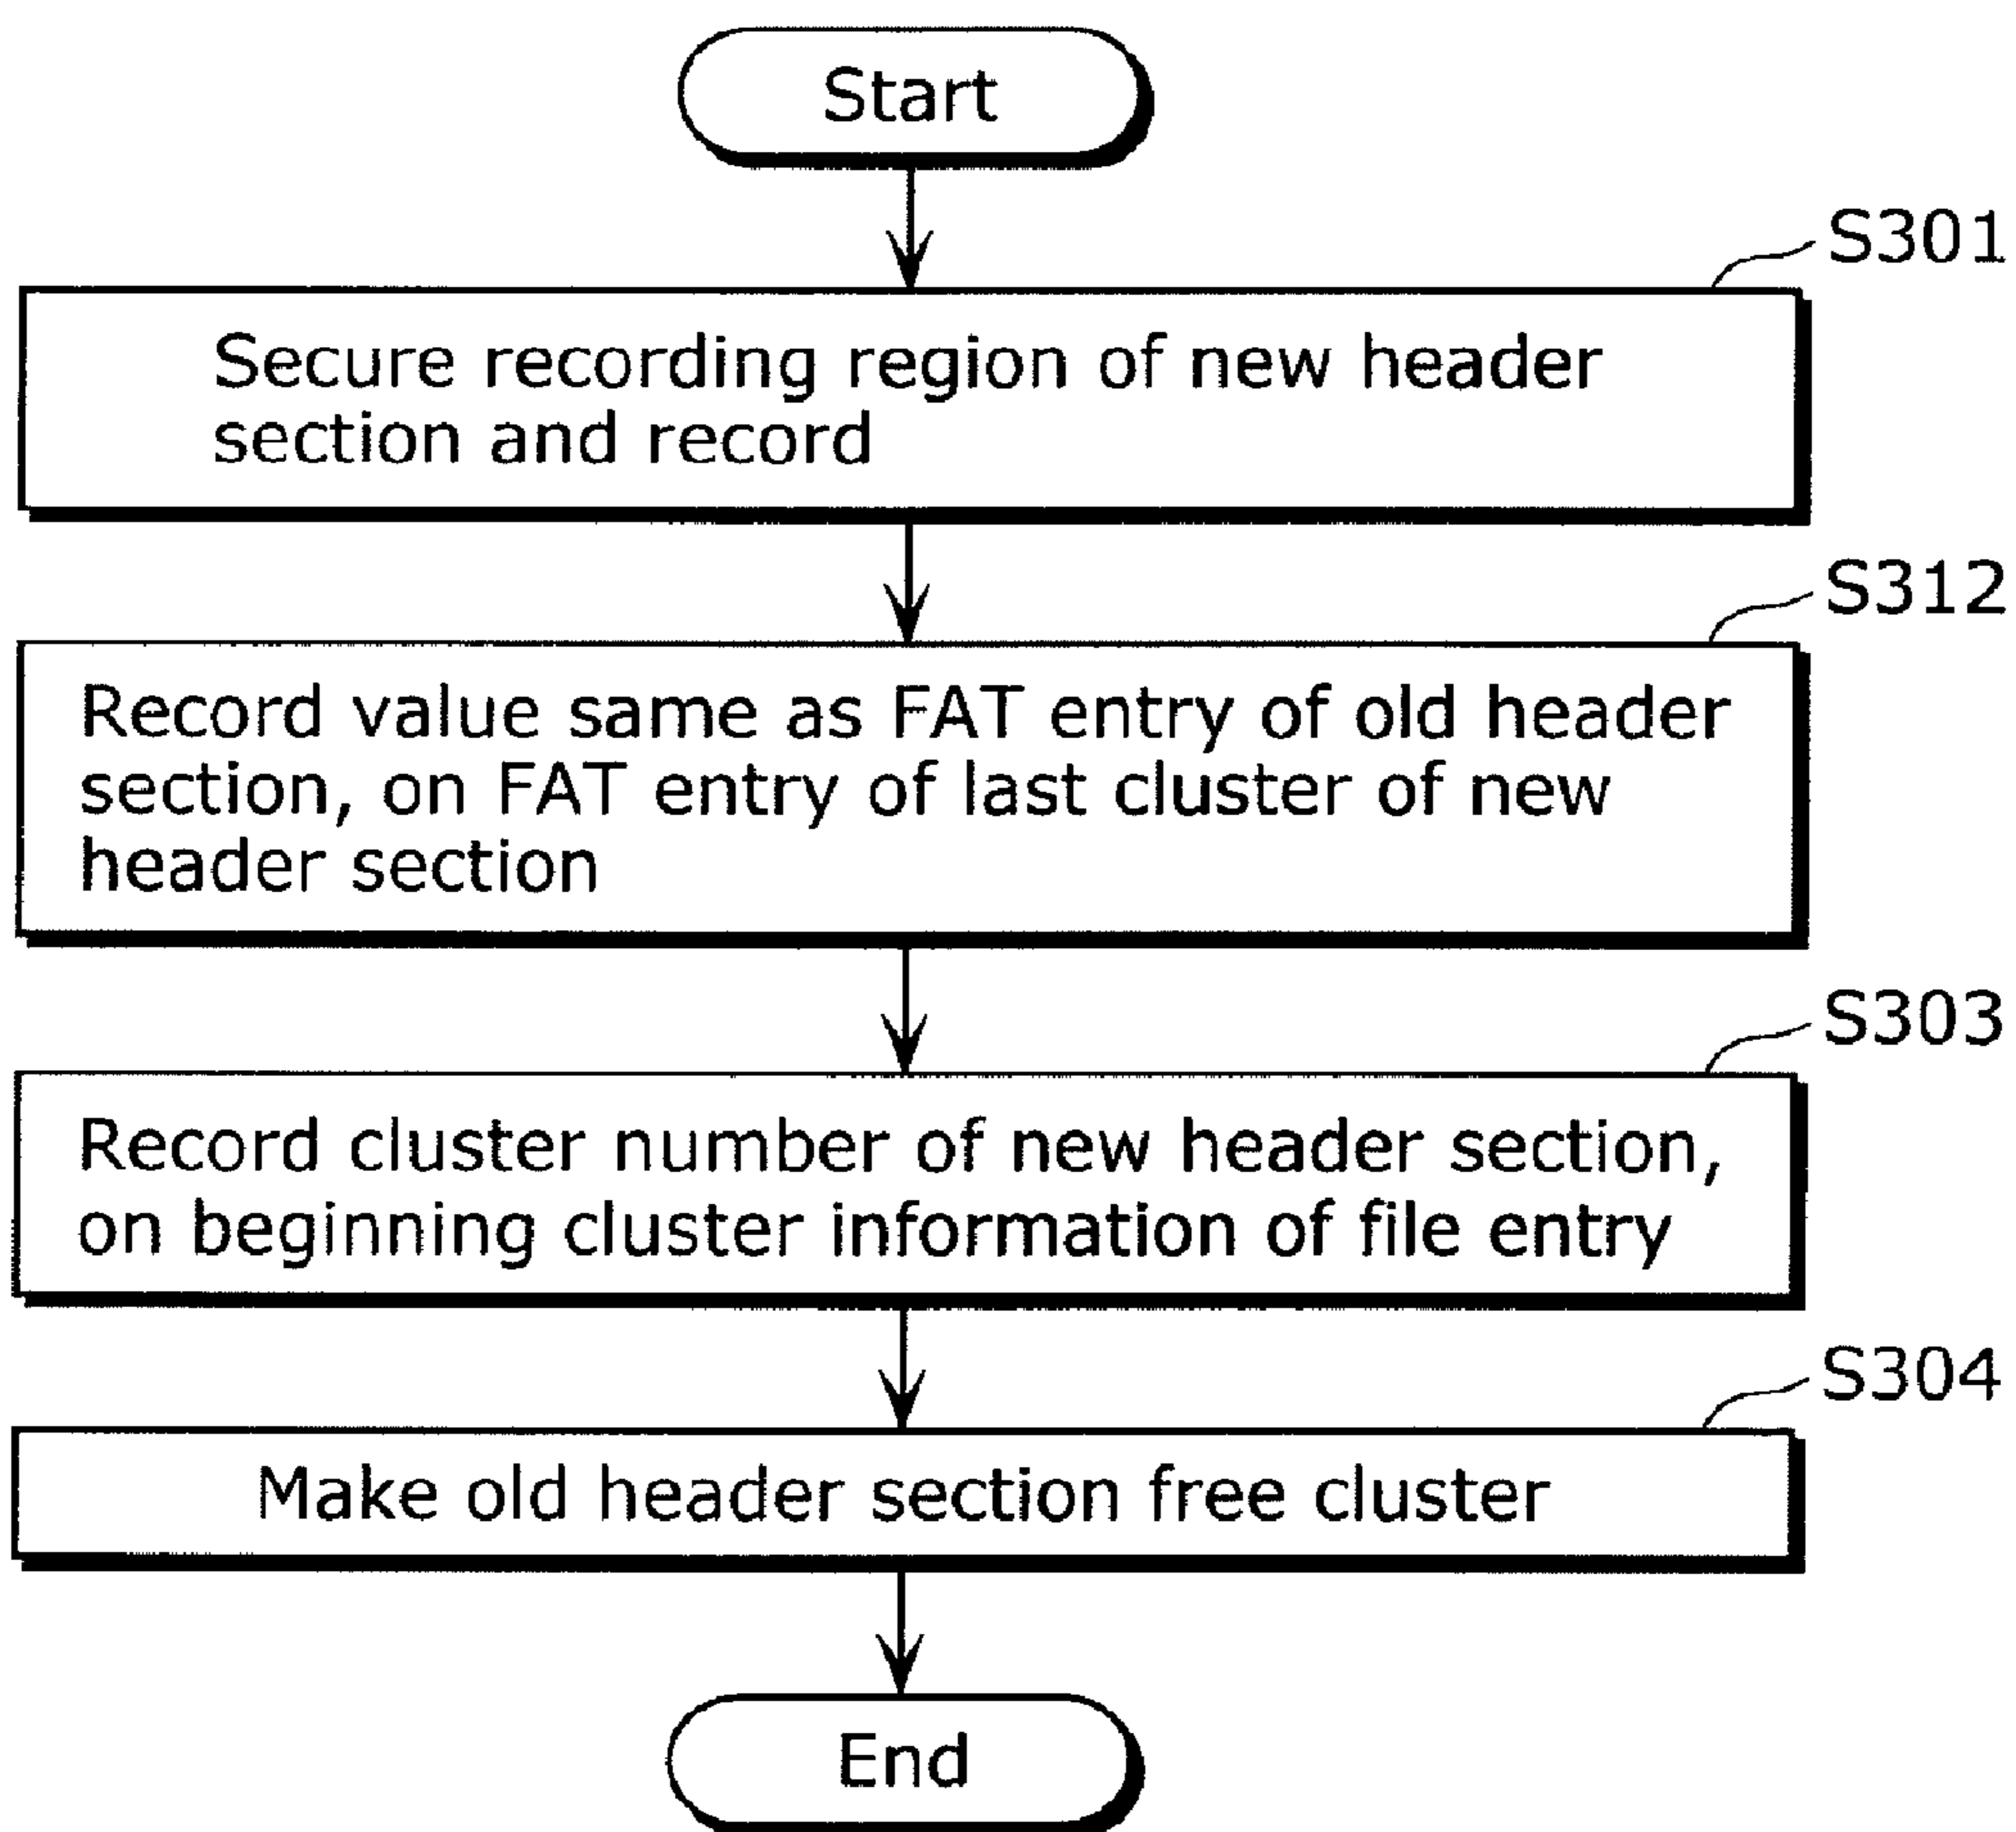 Start
S301
Secure recording region of new header
section and record
S312
Record value same as FAT entry of old header
section, on FAT entry of last cluster of new
header section
S303
Record cluster number of new header section,
on beginning cluster information of file entry
S304
Make old header section free cluster
End